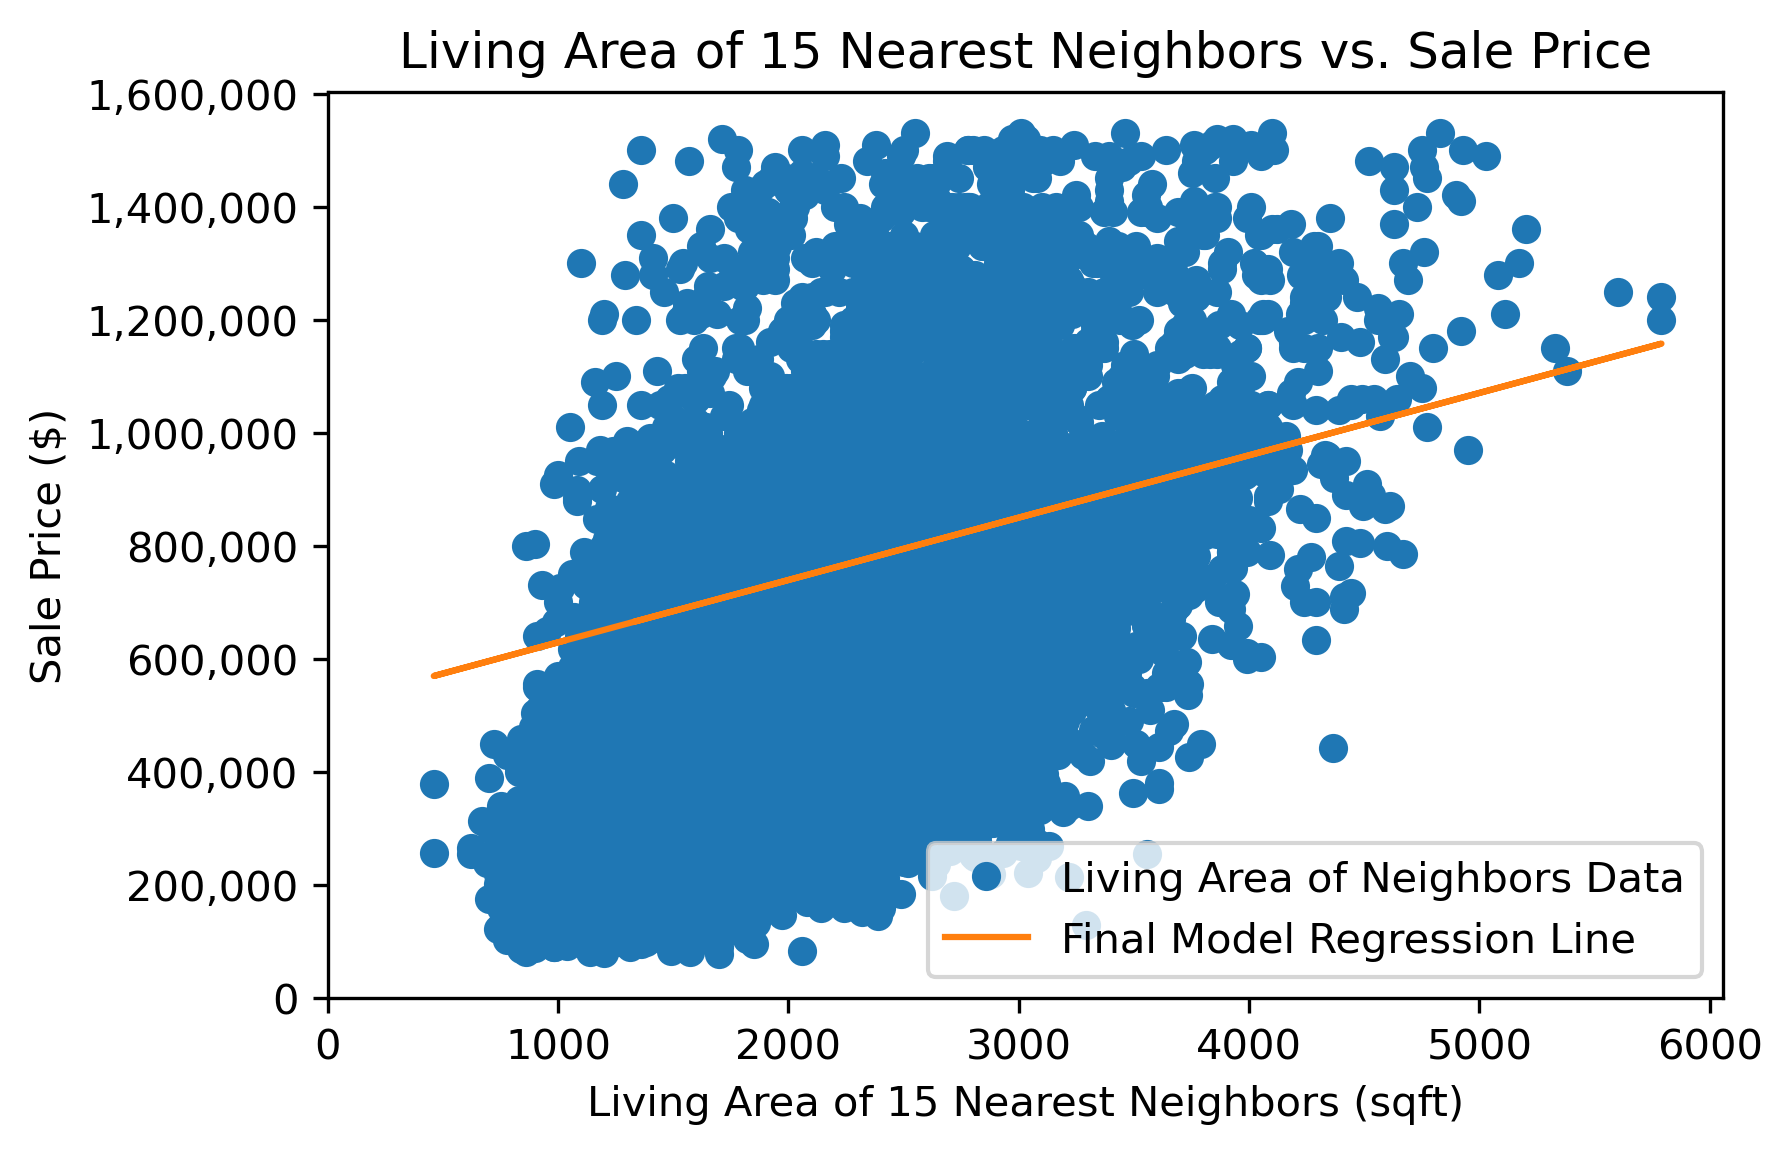 Living Area of 15 Nearest Neighbors vs. Sale Price
1,600,000
1,400,000
1,200,000
1,000,000
800,000
600,000
400,000
200,000
0
Sale Price ($)
Living Area of Neighbors Data
Final Model Regression Line
0 1000 2000 3000 4000 5000 6000
Living Area of 15 Nearest Neighbors (sqft)